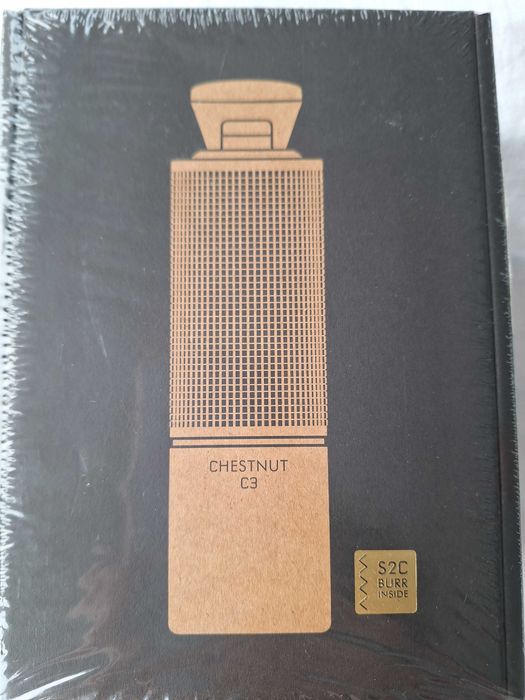 CHESTNUT
C3
S2C
BURR
INSIDE